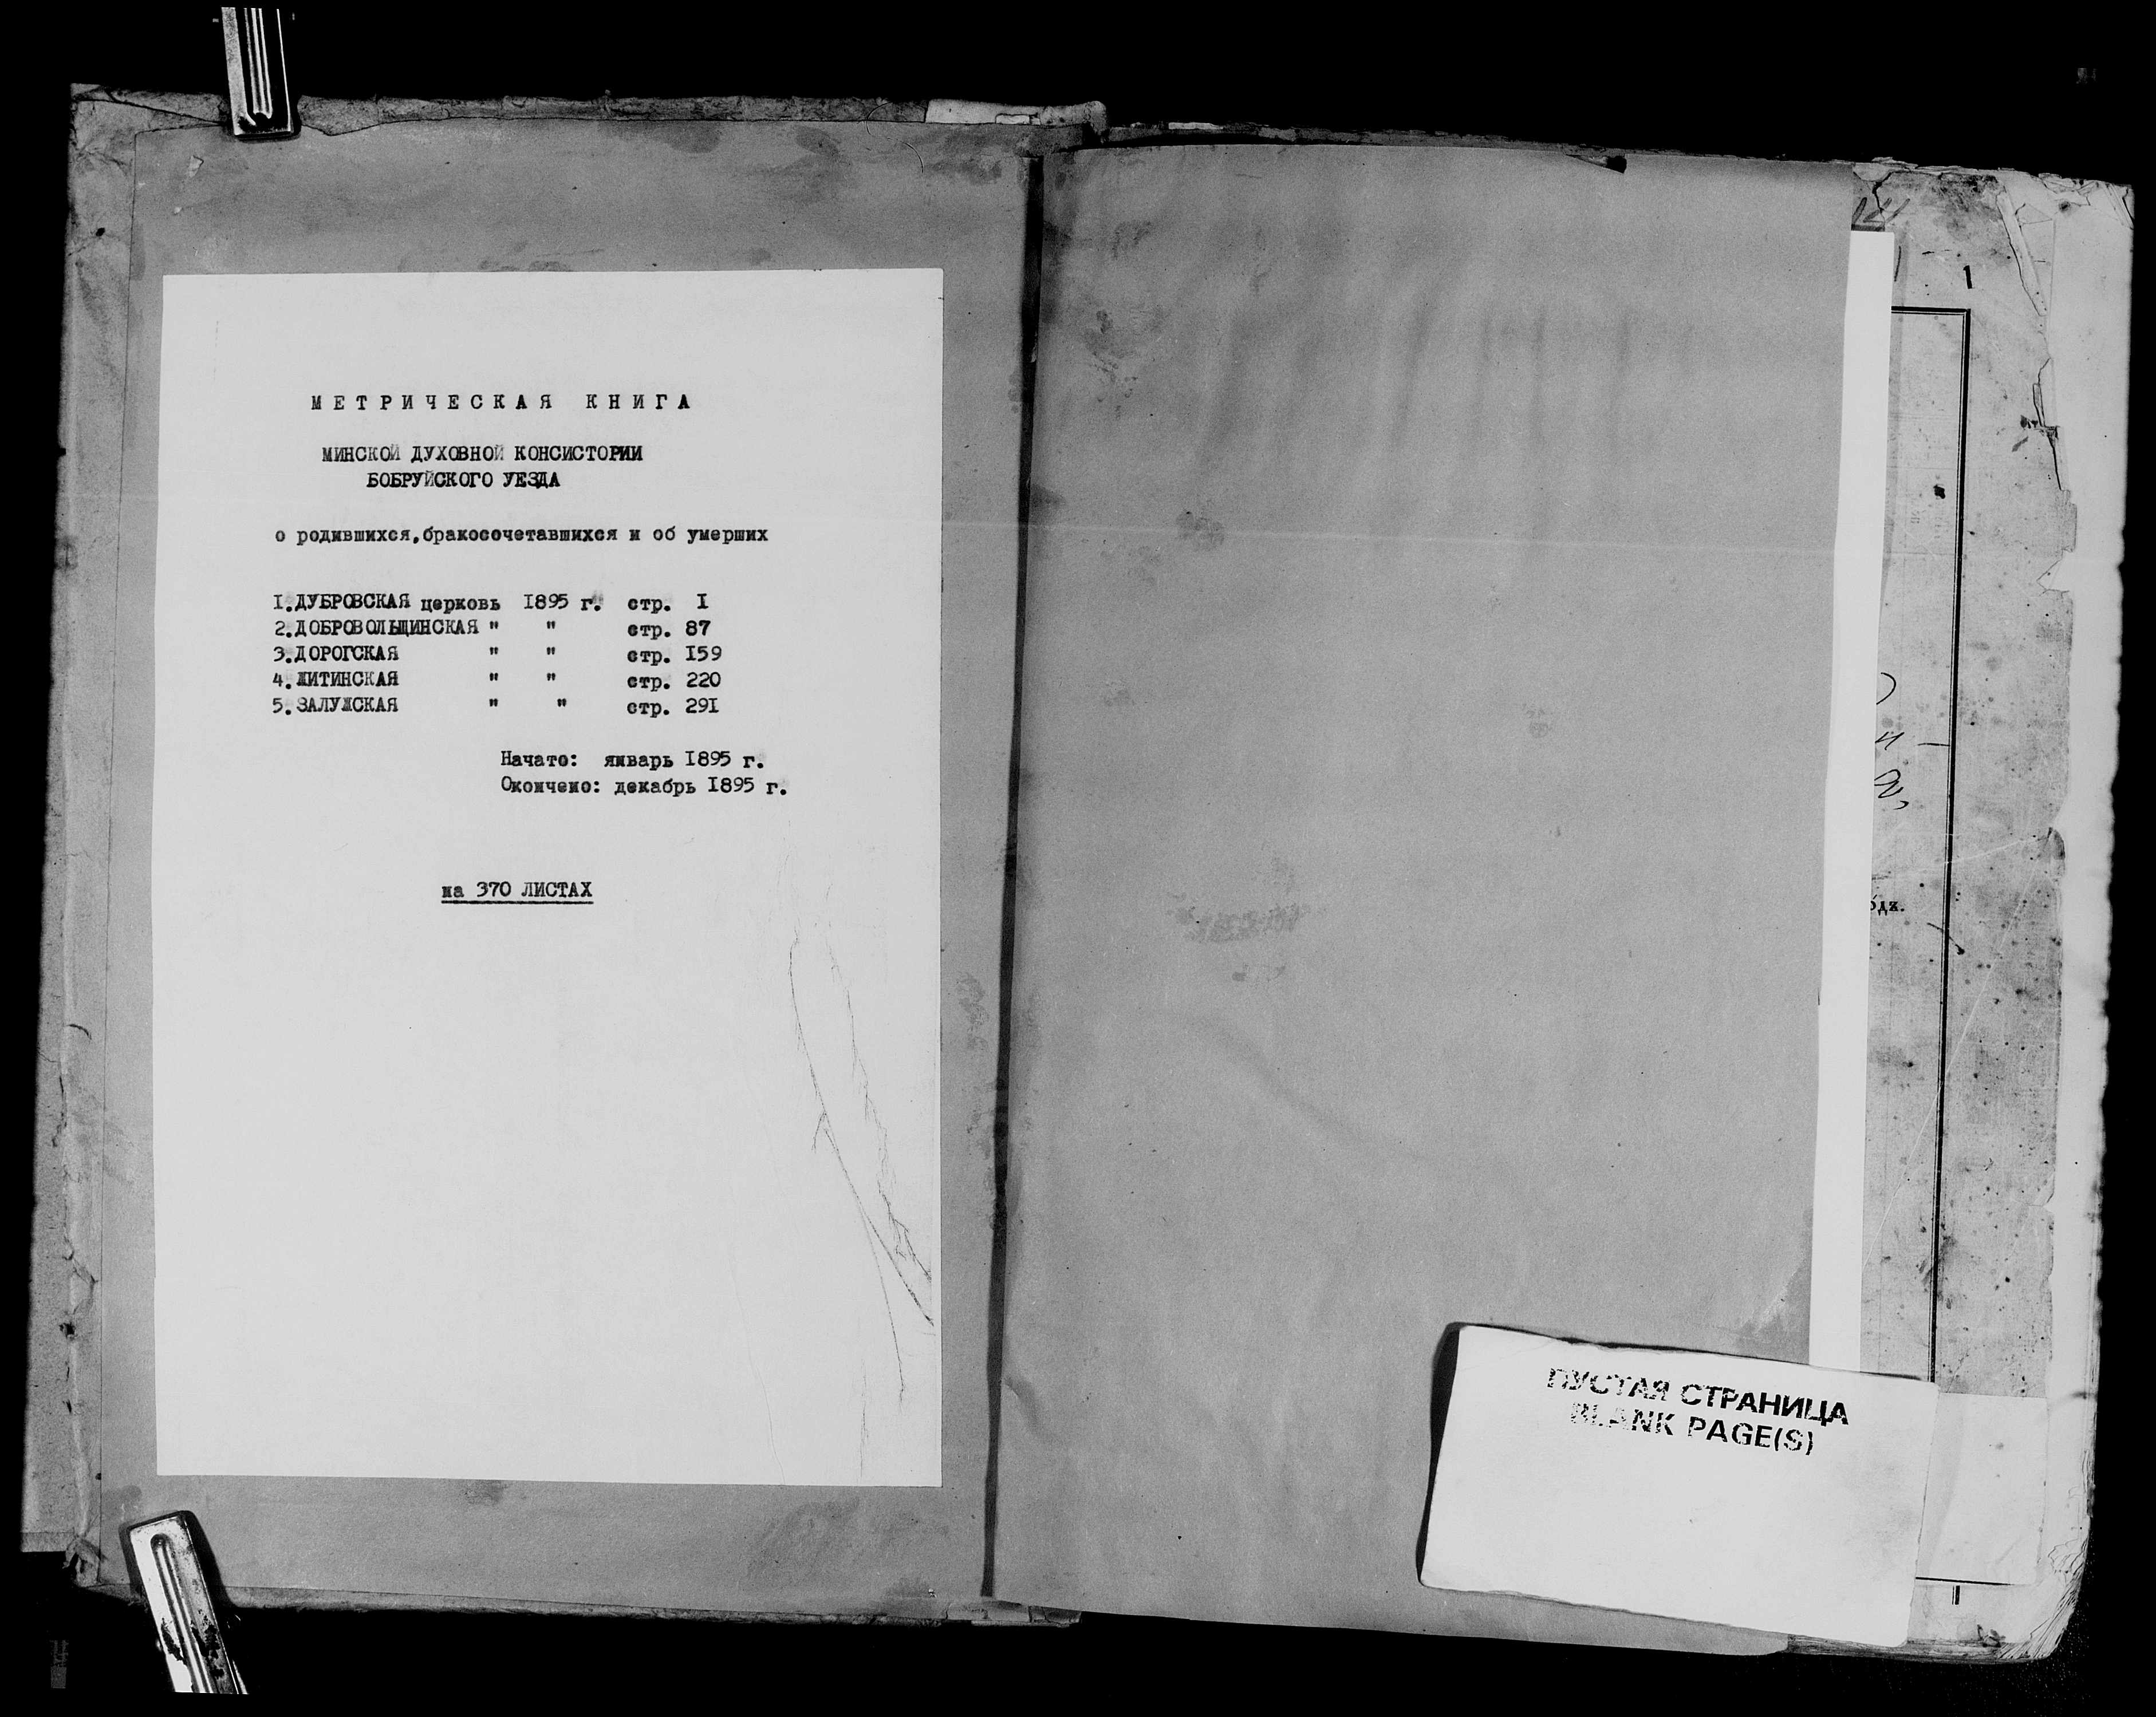 МЕТРИЧЕСКАЯ КНИГА
МИНСКОЙ ДУХОВНОЙ КОНСИСТОРИИ
БОБРУЙСКОГО УЕЗДА
о родившихся, бракосочетавшихся и об умерших
1. ДУБРОВСКАЯ церковь 1895 г. стр. 1
2. ДОБРОВОЛЬЩИНСКАЯ " " стр. 87
3. ДОРОГСКАЯ " " стр. 159
4. ЖИТИНСКАЯ " " стр. 220
5. ЗАЛУЖСКАЯ " " стр. 291
Начато: январь 1895 г.
Окончено: декабрь 1895 г.
на 370 ЛИСТАХ
1
ПУСТАЯ СТРАНИЦА
BLANK PAGE(S)